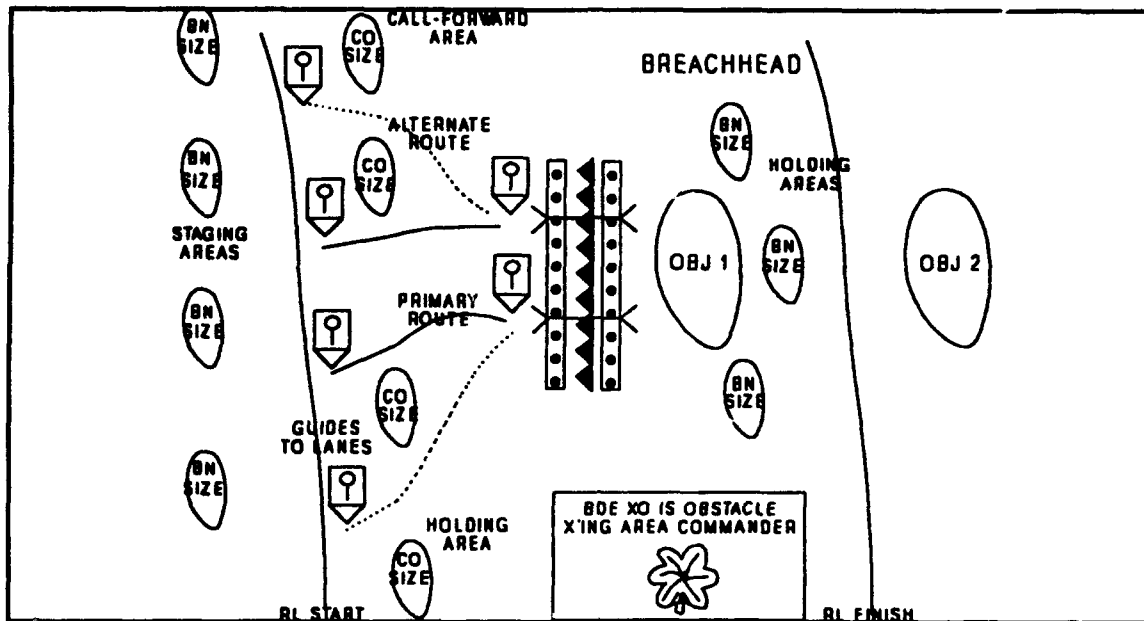 BN
SIZE
CO
SIZE
CALL-FORWARD
AREA
BREACHHEAD
ALTERNATE
ROUTE
BN
SIZE
BN
SIZE
CO
SIZE
HOLDING
AREAS
STAGING
AREAS
OBJ 1
BN
SIZE
OBJ 2
PRIMARY
ROUTE
BN
SIZE
CO
SIZE
BN
SIZE
GUIDES
TO LANES
BN
SIZE
HOLDING
AREA
CO
SIZE
BDE XO IS OBSTACLE
X'ING AREA COMMANDER
RL START
RL FINISH